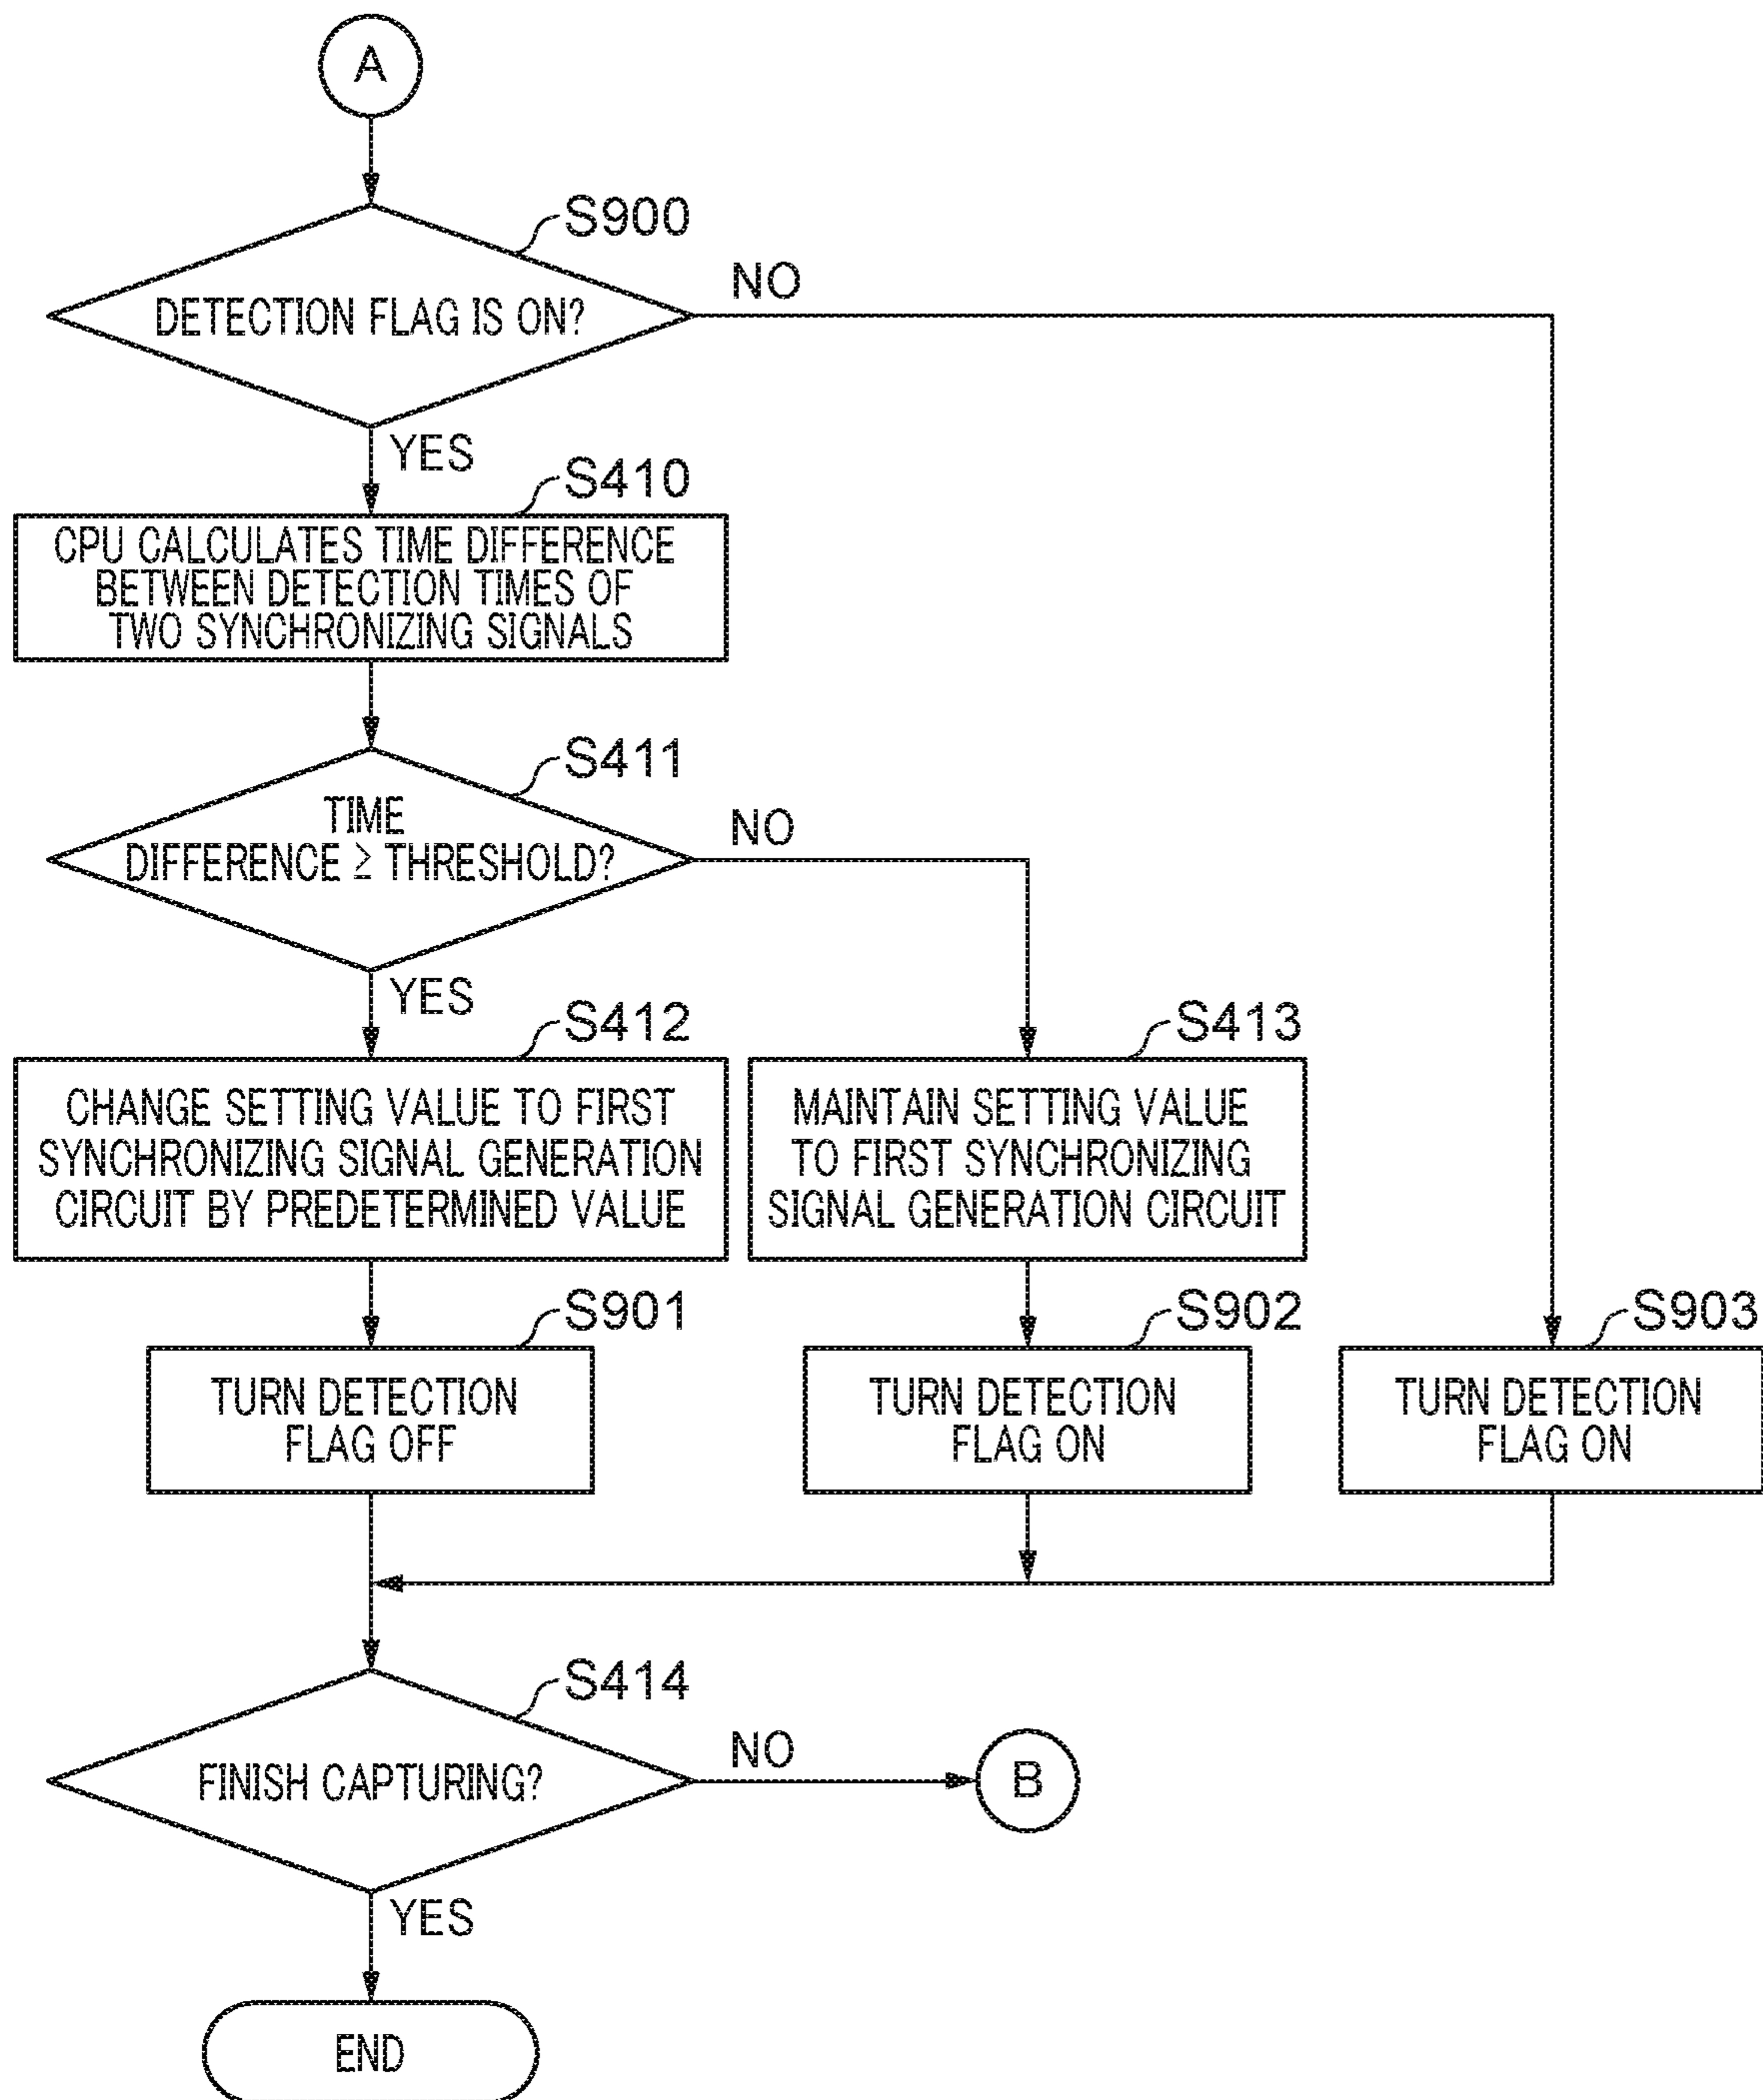 A
S900
DETECTION FLAG IS ON?
NO
YES
S410
CPU CALCULATES TIME DIFFERENCE
BETWEEN DETECTION TIMES OF
TWO SYNCHRONIZING SIGNALS
S411
TIME
DIFFERENCE ≥ THRESHOLD?
NO
YES
S412
CHANGE SETTING VALUE TO FIRST
SYNCHRONIZING SIGNAL GENERATION
CIRCUIT BY PREDETERMINED VALUE
S413
MAINTAIN SETTING VALUE
TO FIRST SYNCHRONIZING
SIGNAL GENERATION CIRCUIT
S901
TURN DETECTION
FLAG OFF
S902
TURN DETECTION
FLAG ON
S903
TURN DETECTION
FLAG ON
S414
FINISH CAPTURING?
NO
B
YES
END